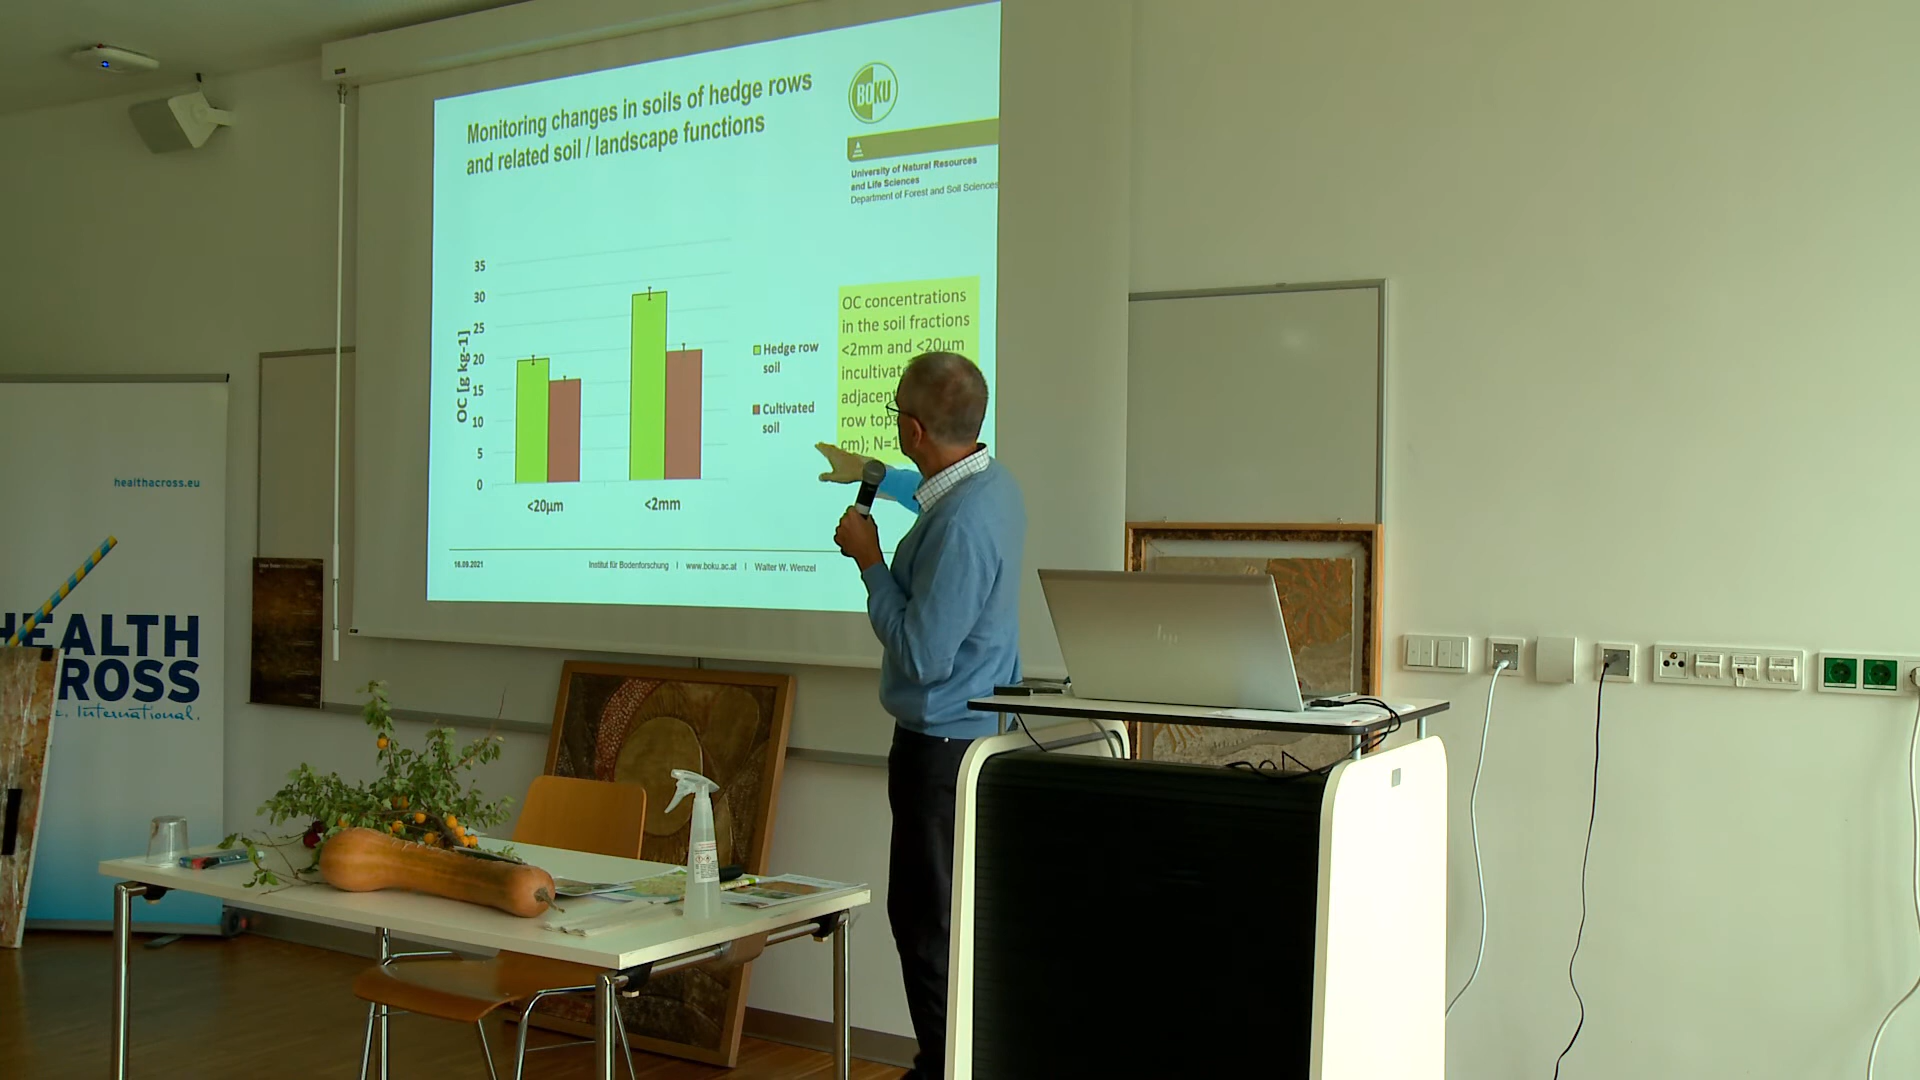 Monitoring changes in soils of hedge rows
and related soil / landscape functions
BOKU
University of Natural Resources
and Life Sciences
Department of Forest and Soil Sciences
35
30
25
20
15
10
5
0
OC [g kg-1]
<20µm
<2mm
Hedge row
soil
Cultivated
soil
OC concentrations
in the soil fractions
<2mm and <20µm
adjacent
row
cm); N=1
16.09.2021
Institut für Bodenforschung I www.boku.ac.at I Walter W. Wenzel
healthacross.eu
HEALTH
ROSS
International.
hp